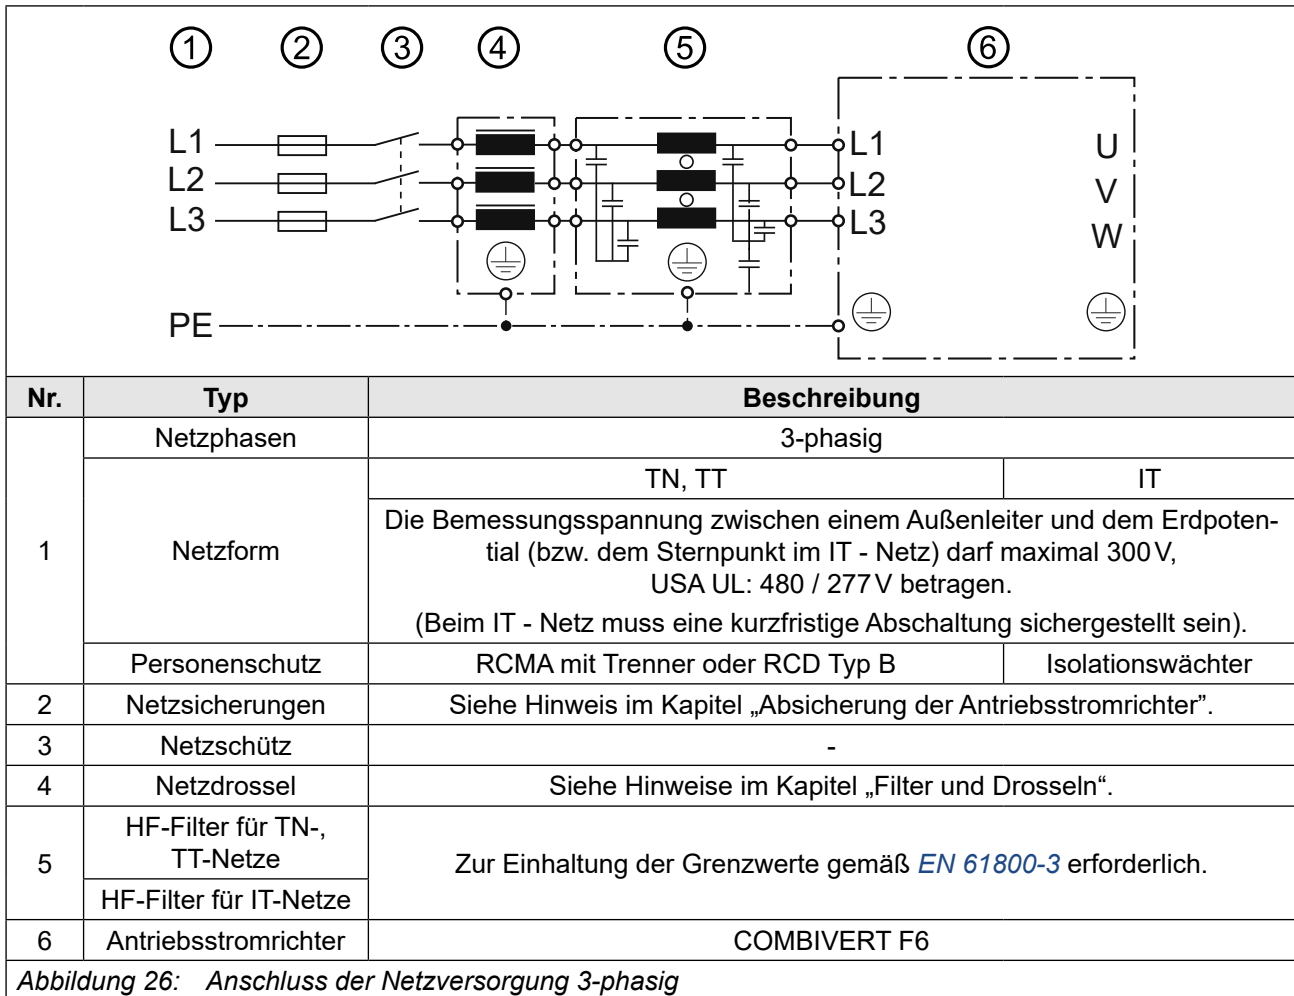 1 2 3 4 5 6
L1 L1 U
L2 L2 V
L3 L3 W
PE
Nr. Typ Beschreibung
1 Netzphasen 3-phasig
Netzform TN, TT IT
Die Bemessungsspannung zwischen einem Außenleiter und dem Erdpoten-
tial (bzw. dem Sternpunkt im IT - Netz) darf maximal 300 V,
USA UL: 480 / 277 V betragen.
(Beim IT - Netz muss eine kurzfristige Abschaltung sichergestellt sein).
Personenschutz RCMA mit Trenner oder RCD Typ B Isolationswächter
2 Netzsicherungen Siehe Hinweis im Kapitel „Absicherung der Antriebsstromrichter”.
3 Netzschütz -
4 Netzdrossel Siehe Hinweise im Kapitel „Filter und Drosseln“.
5 HF-Filter für TN-,
TT-Netze
Zur Einhaltung der Grenzwerte gemäß EN 61800-3 erforderlich.
HF-Filter für IT-Netze
6 Antriebsstromrichter COMBIVERT F6
Abbildung 26: Anschluss der Netzversorgung 3-phasig